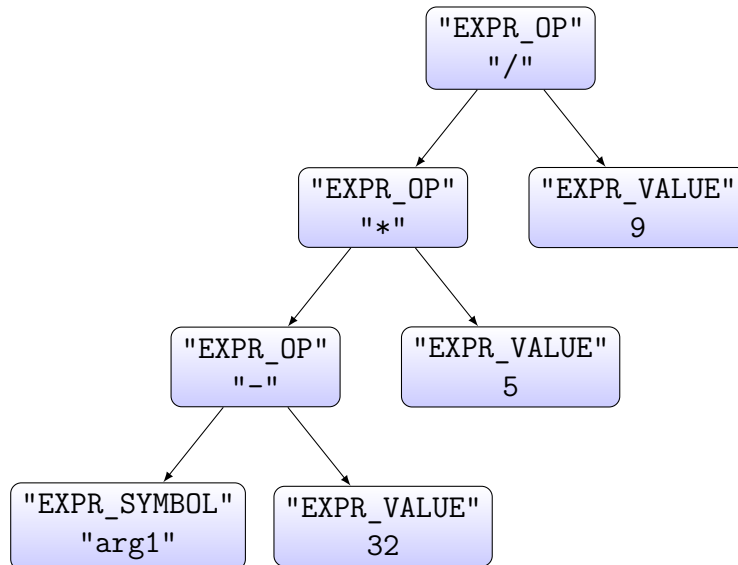 "EXPR_OP"
"/"
"EXPR_OP"
"*"
"EXPR_VALUE"
9
"EXPR_OP"
"-"
"EXPR_VALUE"
5
"EXPR_SYMBOL"
"arg1"
"EXPR_VALUE"
32